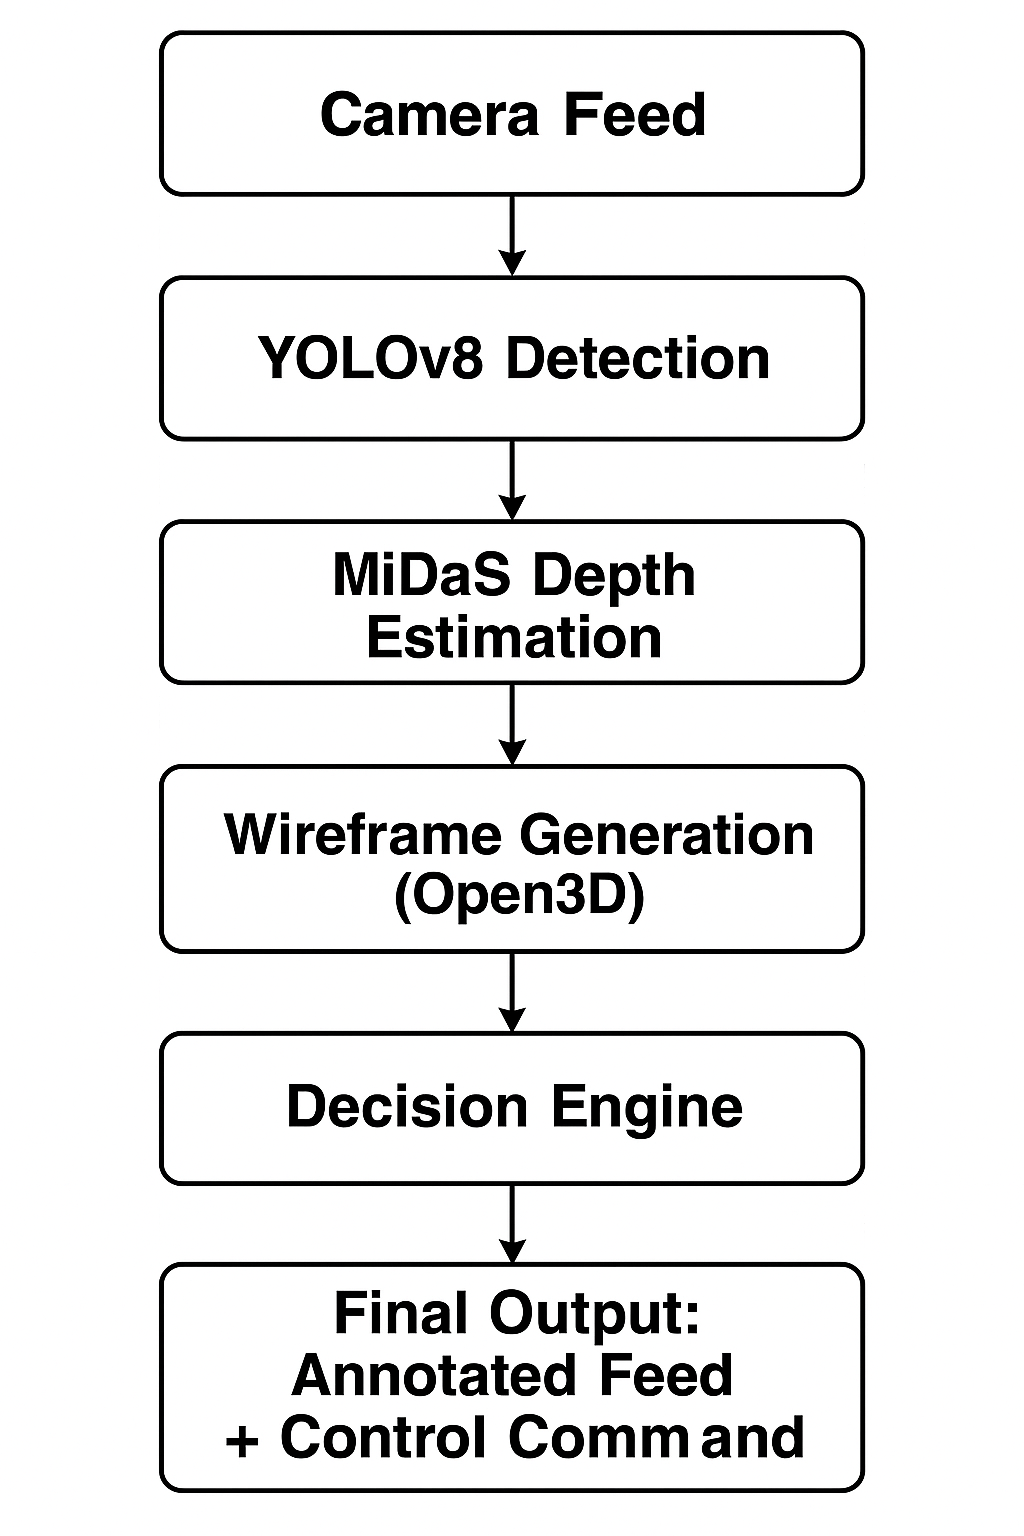 Camera Feed
YOLOv8 Detection
MiDaS Depth
Estimation
Wireframe Generation
(Open3D)
Decision Engine
Final Output:
Annotated Feed
+ Control Command